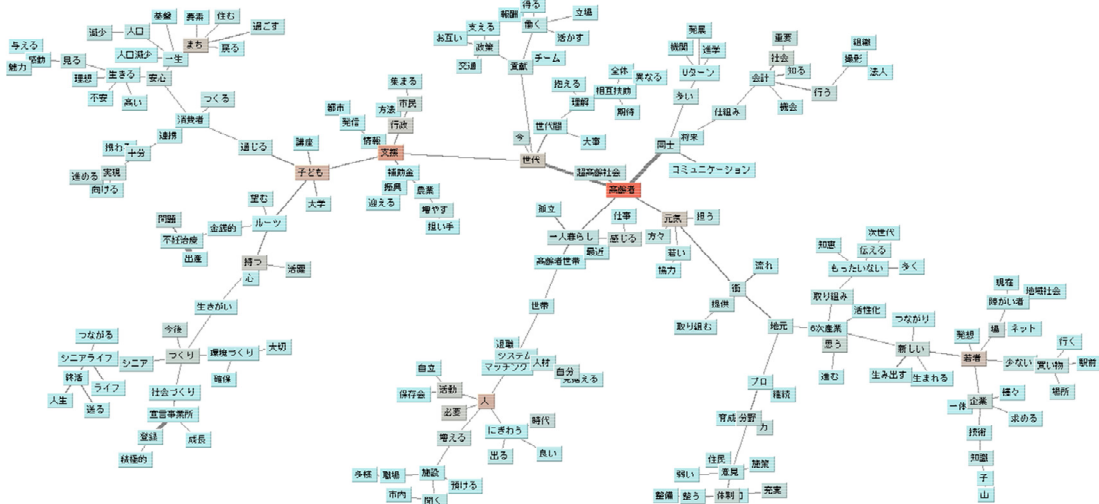 減少
人口
基盤
要素
住む
過ごす
まち
戻る
人口減少
一生
与える
感動
魅力
見る
理想
生きる
安心
不安
高い
消費者
つくる
連携
十分
進める
実現
向ける
通じる
子ども
講座
大学
都市
発信
情報
集まる
方法
市民
行政
支援
補助金
振興
迎える
農業
増やす
担い手
得る
報酬
働く
立場
支える
お互い
政策
交通
活かす
貢献
チーム
抱える
理解
全体
異なる
相互扶助
期待
世代間
大事
今
世代
超高齢社会
高齢者
発展
機関
進学
Uターン
多い
仕組み
将来
同士
コミュニケーション
重要
社会
知る
会計
機会
行う
組織
撮影
法人
望む
ルーツ
金銭的
問題
不妊治療
出産
持つ
活躍
心
生きがい
今後
つくり
シニア
シニアライフ
つながる
終活
ライフ
人生
送る
環境づくり
大切
確保
社会づくり
宣言事業所
登録
成長
積極的
孤立
一人暮らし
仕事
感じる
最近
高齢者世帯
世帯
退職
システム
マッチング
人材
自分
人
自立
活動
保存会
必要
増える
にぎわう
時代
出る
良い
施設
職場
多様
市内
聞く
預ける
元気
担う
方々
若い
協力
街
流れ
提供
取り組む
地元
プロ
継続
育成
分野
力
住民
意見
施策
弱い
整備
整う
体制
充実
6次産業
思う
進む
取り組み
活性化
もったいない
知恵
次世代
伝える
多く
新しい
つながり
生み出す
生まれる
若者
発想
場
ネット
障がい者
現在
地域社会
少ない
買い物
行く
駅前
場所
企業
一体
様々
求める
技術
知識
子
山